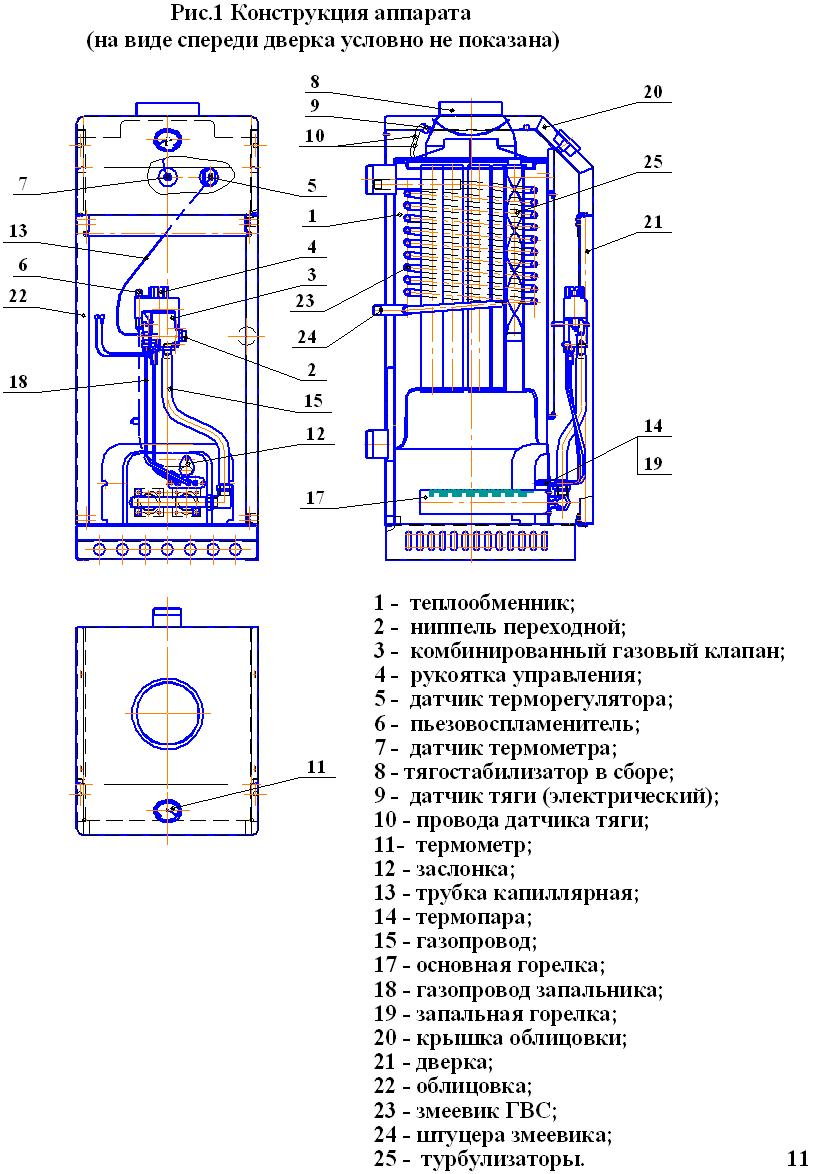 Рис.1 Конструкция аппарата
(на виде спереди дверка условно не показана)
8
9
10
20
25
7
5
1
21
13
4
6
3
22
23
24
2
18
15
12
14
19
17
11
1 - теплообменник;
2 - ниппель переходной;
3 - комбинированный газовый клапан;
4 - рукоятка управления;
5 - датчик терморегулятора;
6 - пьезовоспламенитель;
7 - датчик термометра;
8 - тягостабилизатор в сборе;
9 - датчик тяги (электрический);
10 - провода датчика тяги;
11- термометр;
12 - заслонка;
13 - трубка капиллярная;
14 - термопара;
15 - газопровод;
17 - основная горелка;
18 - газопровод запальника;
19 - запальная горелка;
20 - крышка облицовки;
21 - дверка;
22 - облицовка;
23 - змеевик ГВС;
24 - штуцера змеевика;
25 - турбулизаторы.
11